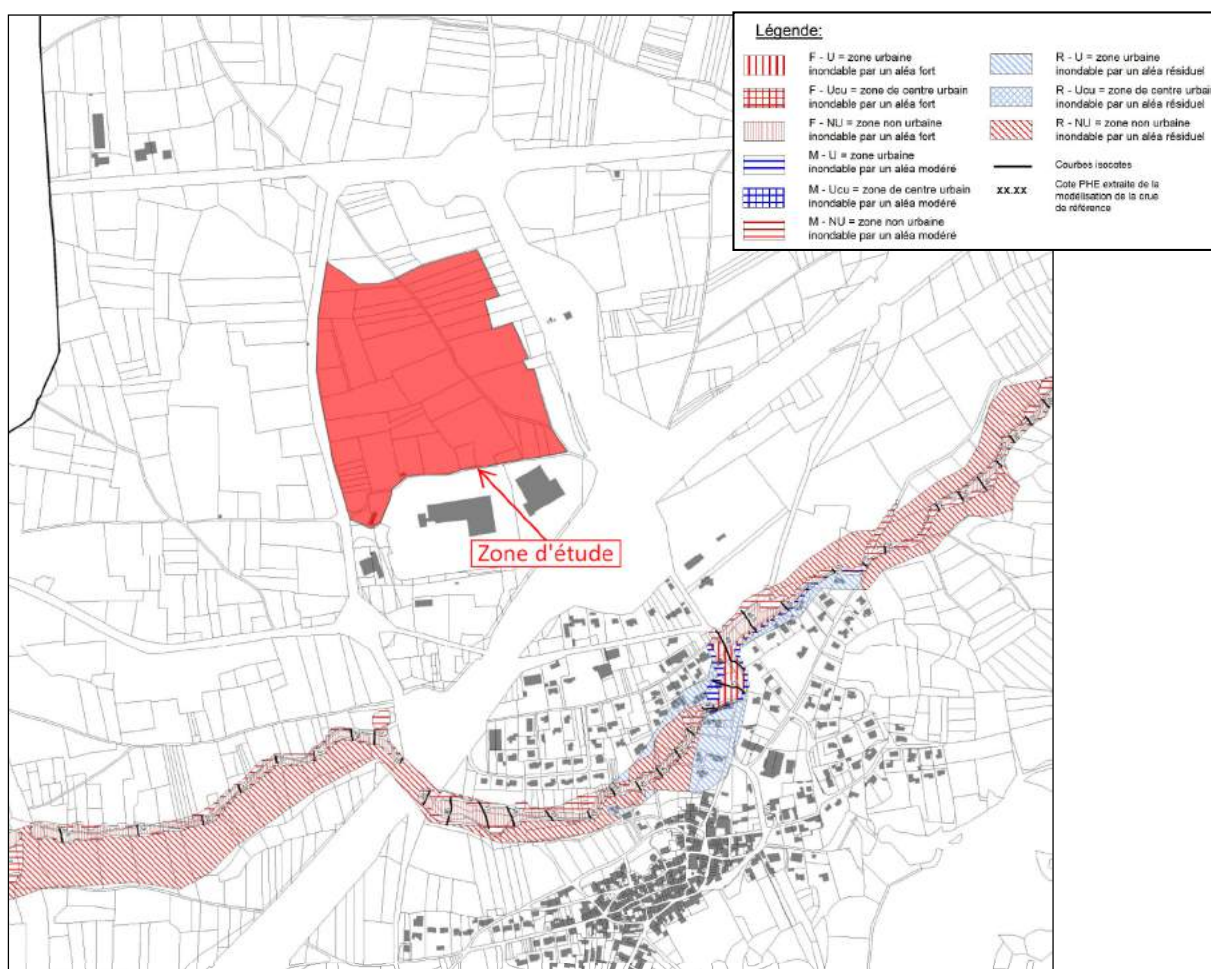 Légende:
F - U = zone urbaine
inondable par un aléa fort
F - Ucu = zone de centre urbain
inondable par un aléa fort
F - NU = zone non urbaine
inondable par un aléa fort
M - U = zone urbaine
inondable par un aléa modéré
M - Ucu = zone de centre urbain
inondable par un aléa modéré
M - NU = zone non urbaine
inondable par un aléa modéré
R - U = zone urbaine
inondable par un aléa résiduel
R - Ucu = zone de centre urbain
inondable par un aléa résiduel
R - NU = zone non urbaine
inondable par un aléa résiduel
Courbes isocotes
xx.xx
Cote PHE extraite de la
modélisation de la crue
de référence
Zone d'étude